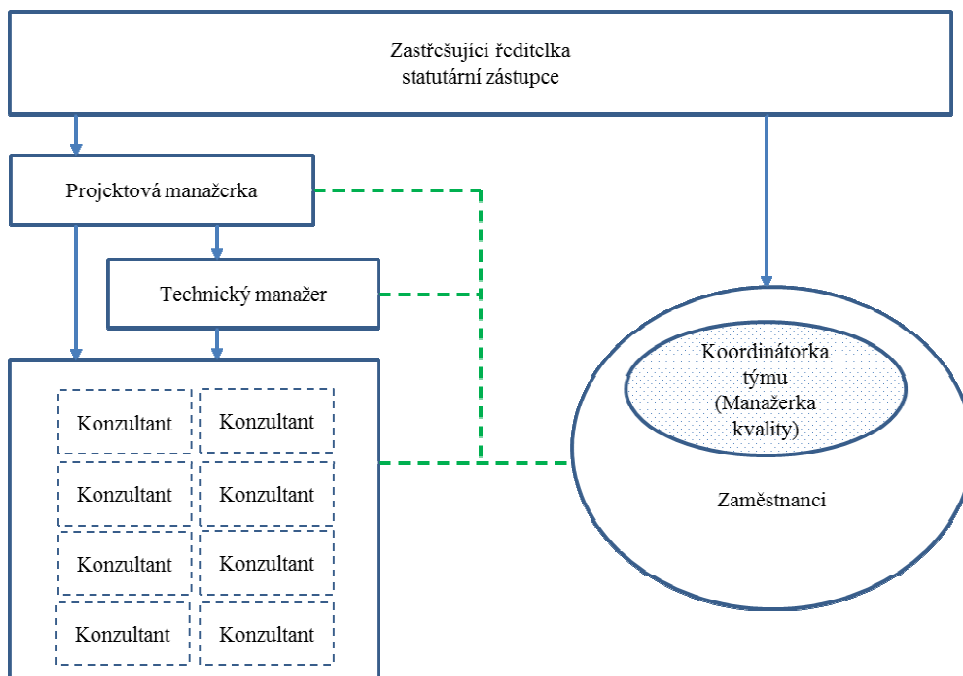 Zastřešující ředitelka
statutární zástupce
Projektová manažerka
Technický manažer
Koordinátorka
týmu
(Manažerka
kvality)
Zaměstnanci
Konzultant
Konzultant
Konzultant
Konzultant
Konzultant
Konzultant
Konzultant
Konzultant